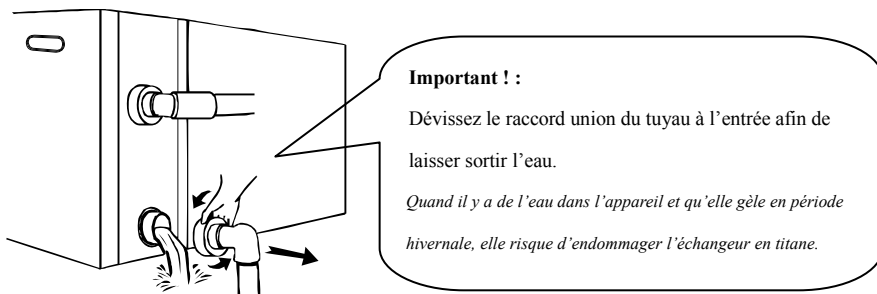 Important ! :
Dévissez le raccord union du tuyau à l’entrée afin de
laisser sortir l’eau.
Quand il y a de l’eau dans l’appareil et qu’elle gèle en période
hivernale, elle risque d’endommager l’échangeur en titane.